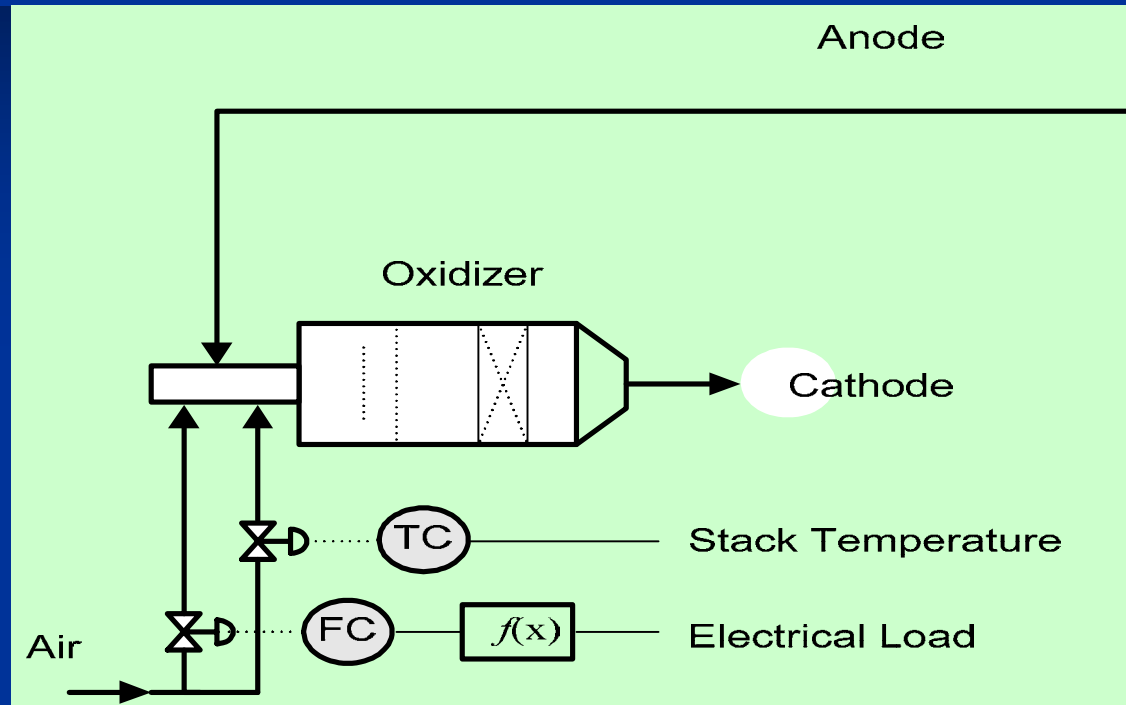 Anode
Oxidizer
Cathode
TC
Stack Temperature
FC
f(x)
Electrical Load
Air